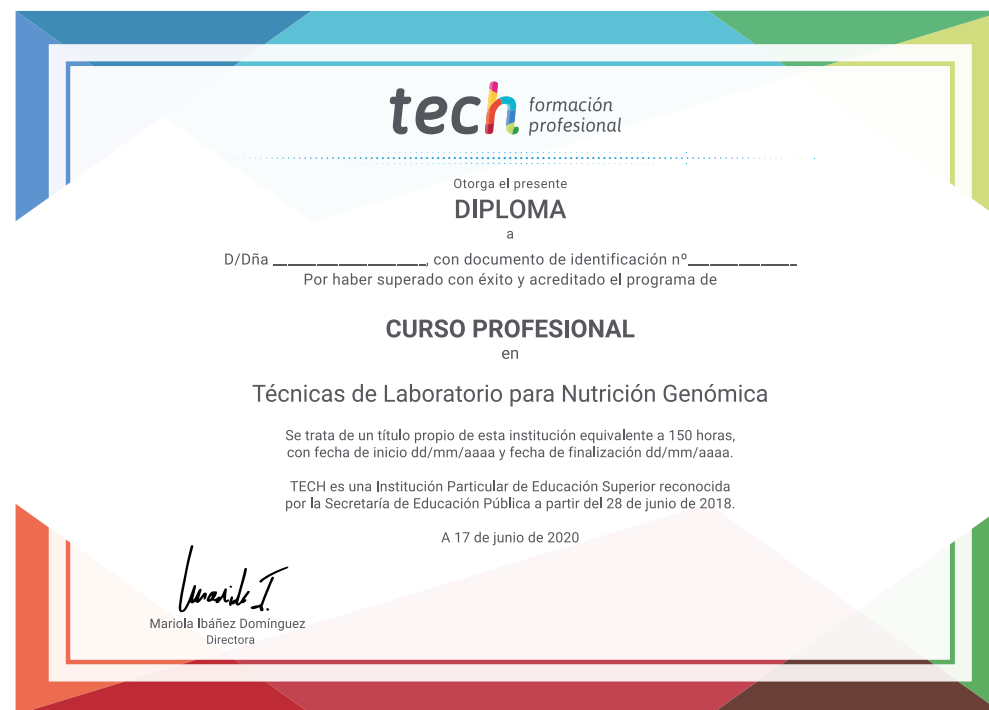 tech formación
profesional
Otorga el presente
DIPLOMA
a
D/Dña ____________________, con documento de identificación nº______________
Por haber superado con éxito y acreditado el programa de
CURSO PROFESIONAL
en
Técnicas de Laboratorio para Nutrición Genómica
Se trata de un título propio de esta institución equivalente a 150 horas,
con fecha de inicio dd/mm/aaaa y fecha de finalización dd/mm/aaaa.
TECH es una Institución Particular de Educación Superior reconocida
por la Secretaría de Educación Pública a partir del 28 de junio de 2018.
A 17 de junio de 2020
Mariola Ibáñez Domínguez
Directora